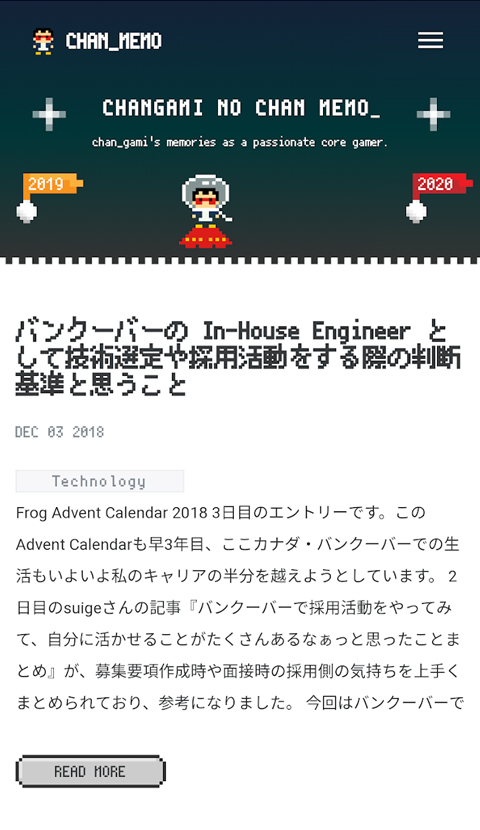 CHAN_MEMO
CHANGAMI NO CHAN MEMO_
chan_gami's memories as a passionate core gamer.
2019
2020
バンクーバーの In-House Engineer と
して技術選定や採用活動をする際の判断
基準と思うこと
DEC 03 2018
Technology
Frog Advent Calendar 2018 3日目のエントリーです。この
Advent Calendarも早3年目、ここカナダ・バンクーバーでの生
活もいよいよ私のキャリアの半分を越えようとしています。 2
日目のsuigeさんの記事『バンクーバーで採用活動をやってみ
て、自分に活かせることがたくさんあるなぁっと思ったことま
とめ』が、募集要項作成時や面接時の採用側の気持ちを上手く
まとめられており、参考になりました。 今回はバンクーバーで
READ MORE